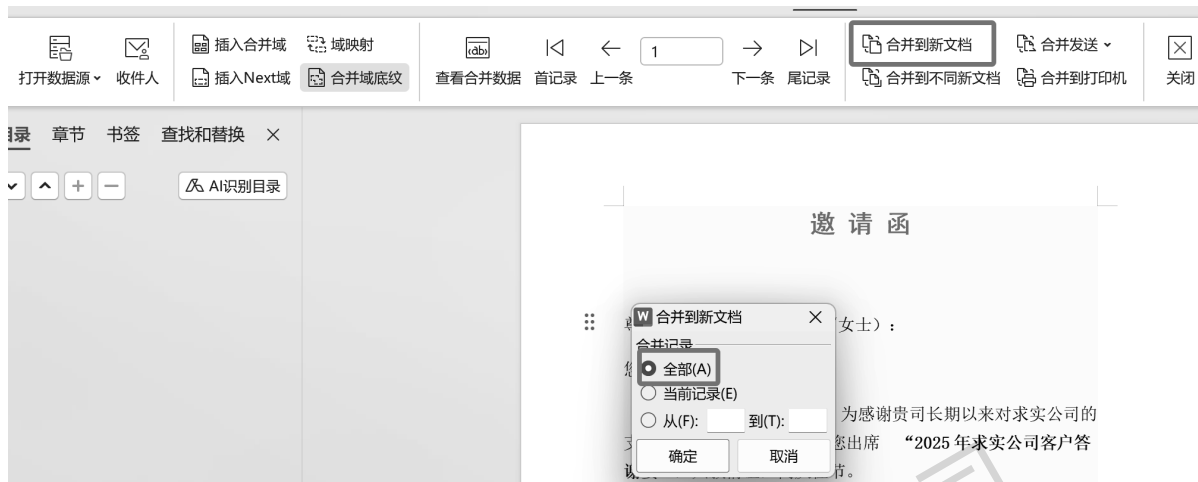 插入合并域 域映射 合并到新文档 合并发送
1
打开数据源 收件人 插入Next域 合并域底纹 查看合并数据 首记录 上一条 下一条 尾记录 合并到不同新文档 合并到打印机 关闭
目录 章节 书签 查找和替换
AI识别目录
邀请函
W 合并到新文档
女士）：
合并记录
全部(A)
当前记录(E)
从(F): 到(T): 为感谢贵司长期以来对求实公司的
您出席 “2025年求实公司客户答
确定 取消
节。